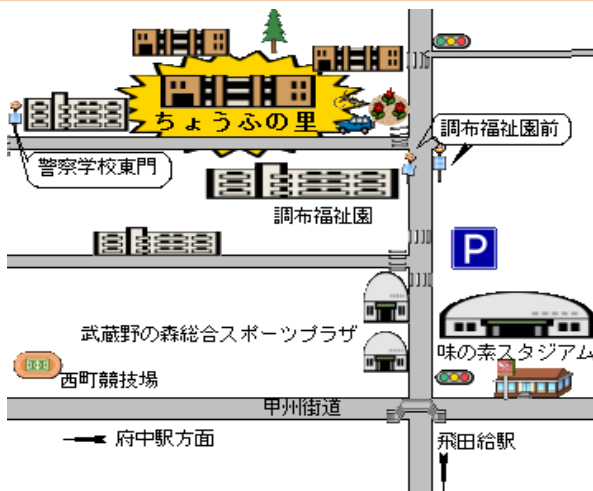 ちょうふの里
調布福祉園前
警察学校東門
調布福祉園
P
武蔵野の森総合スポーツプラザ
味の素スタジアム
西町競技場
甲州街道
府中駅方面
飛田給駅